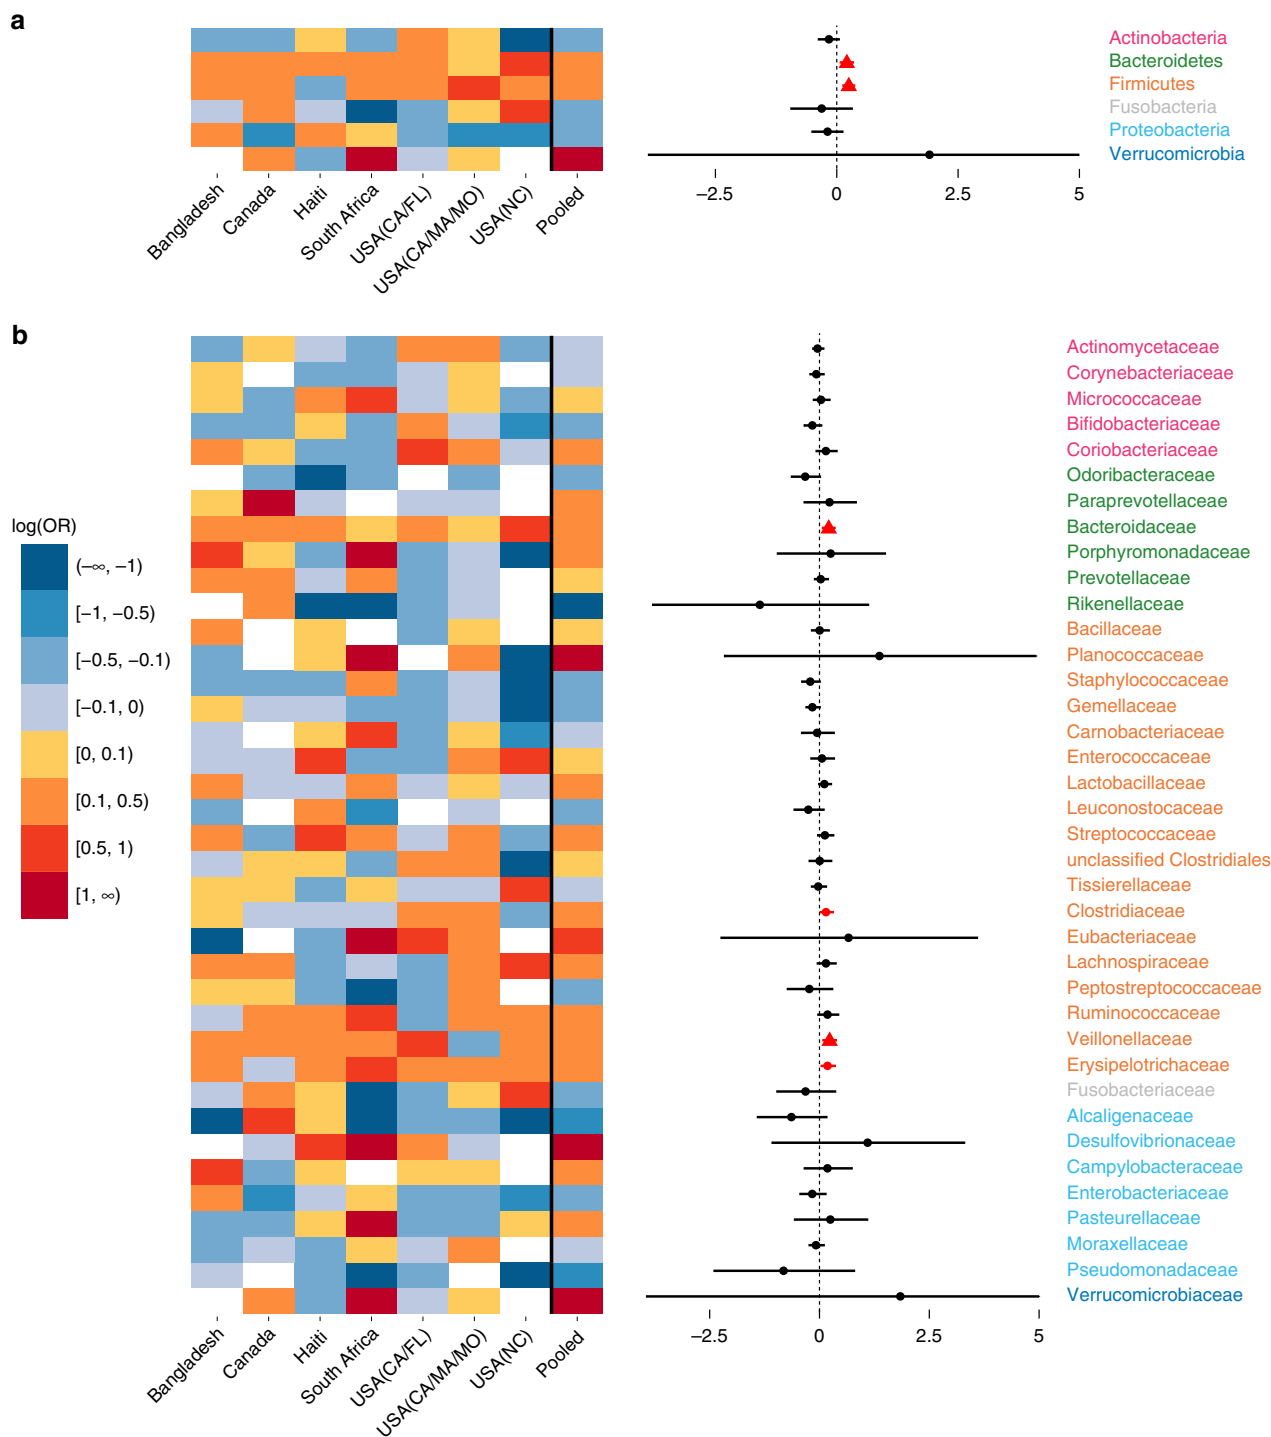 a
Actinobacteria
Bacteroidetes
Firmicutes
Fusobacteria
Proteobacteria
Verrucomicrobia
−2.5 0 2.5 5
Bangladesh
Canada
Haiti
South Africa
USA(CA/FL)
USA(CA/MA/MO)
USA(NC)
Pooled
b
log(OR)
(−∞, −1)
[−1, −0.5)
[−0.5, −0.1)
[−0.1, 0)
[0, 0.1)
[0.1, 0.5)
[0.5, 1)
[1, ∞)
Actinomycetaceae
Corynebacteriaceae
Micrococcaceae
Bifidobacteriaceae
Coriobacteriaceae
Odoribacteraceae
Paraprevotellaceae
Bacteroidaceae
Porphyromonadaceae
Prevotellaceae
Rikenellaceae
Bacillaceae
Planococcaceae
Staphylococcaceae
Gemellaceae
Carnobacteriaceae
Enterococcaceae
Lactobacillaceae
Leuconostocaceae
Streptococcaceae
unclassified Clostridiales
Tissierellaceae
Clostridiaceae
Eubacteriaceae
Lachnospiraceae
Peptostreptococcaceae
Ruminococcaceae
Veillonellaceae
Erysipelotrichaceae
Fusobacteriaceae
Alcaligenaceae
Desulfovibrionaceae
Campylobacteraceae
Enterobacteriaceae
Pasteurellaceae
Moraxellaceae
Pseudomonadaceae
Verrucomicrobiaceae
−2.5 0 2.5 5
Bangladesh
Canada
Haiti
South Africa
USA(CA/FL)
USA(CA/MA/MO)
USA(NC)
Pooled